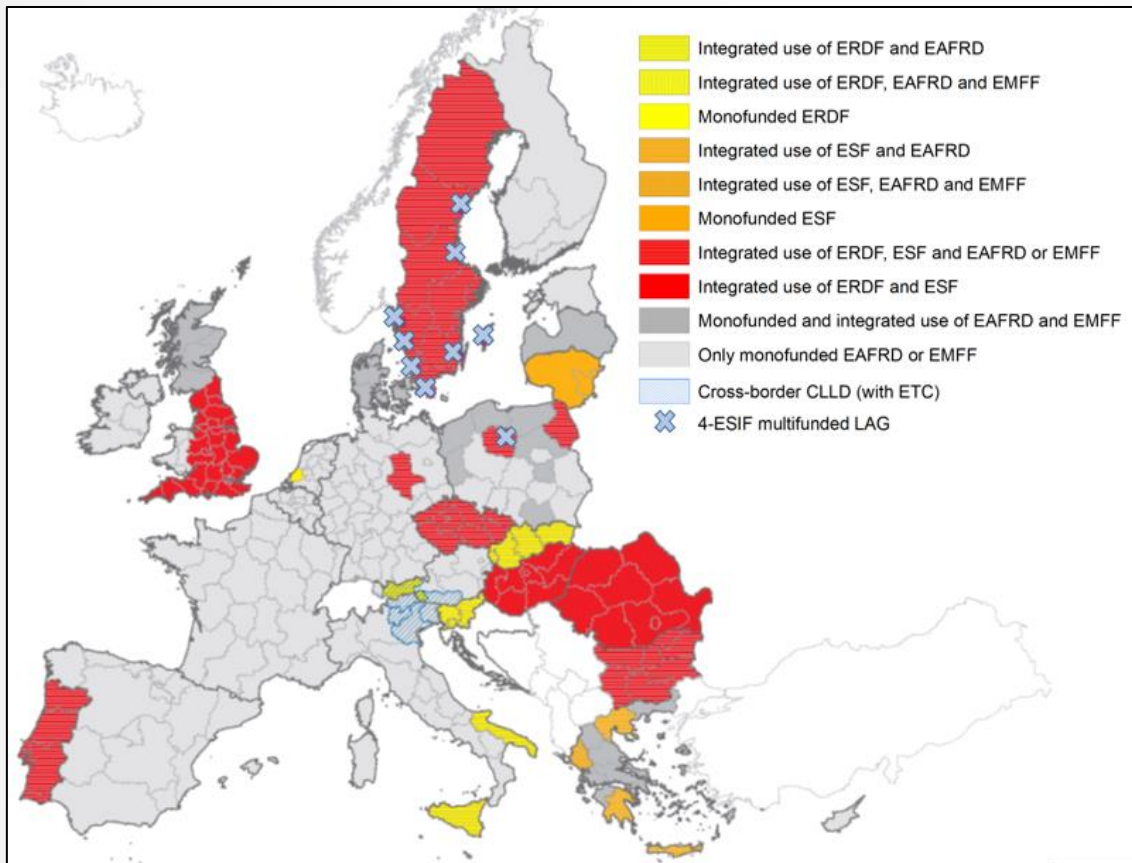 Integrated use of ERDF and EAFRD
Integrated use of ERDF, EAFRD and EMFF
Monofunded ERDF
Integrated use of ESF and EAFRD
Integrated use of ESF, EAFRD and EMFF
Monofunded ESF
Integrated use of ERDF, ESF and EAFRD or EMFF
Integrated use of ERDF and ESF
Monofunded and integrated use of EAFRD and EMFF
Only monofunded EAFRD or EMFF
Cross-border CLLD (with ETC)
4-ESIF multifunded LAG